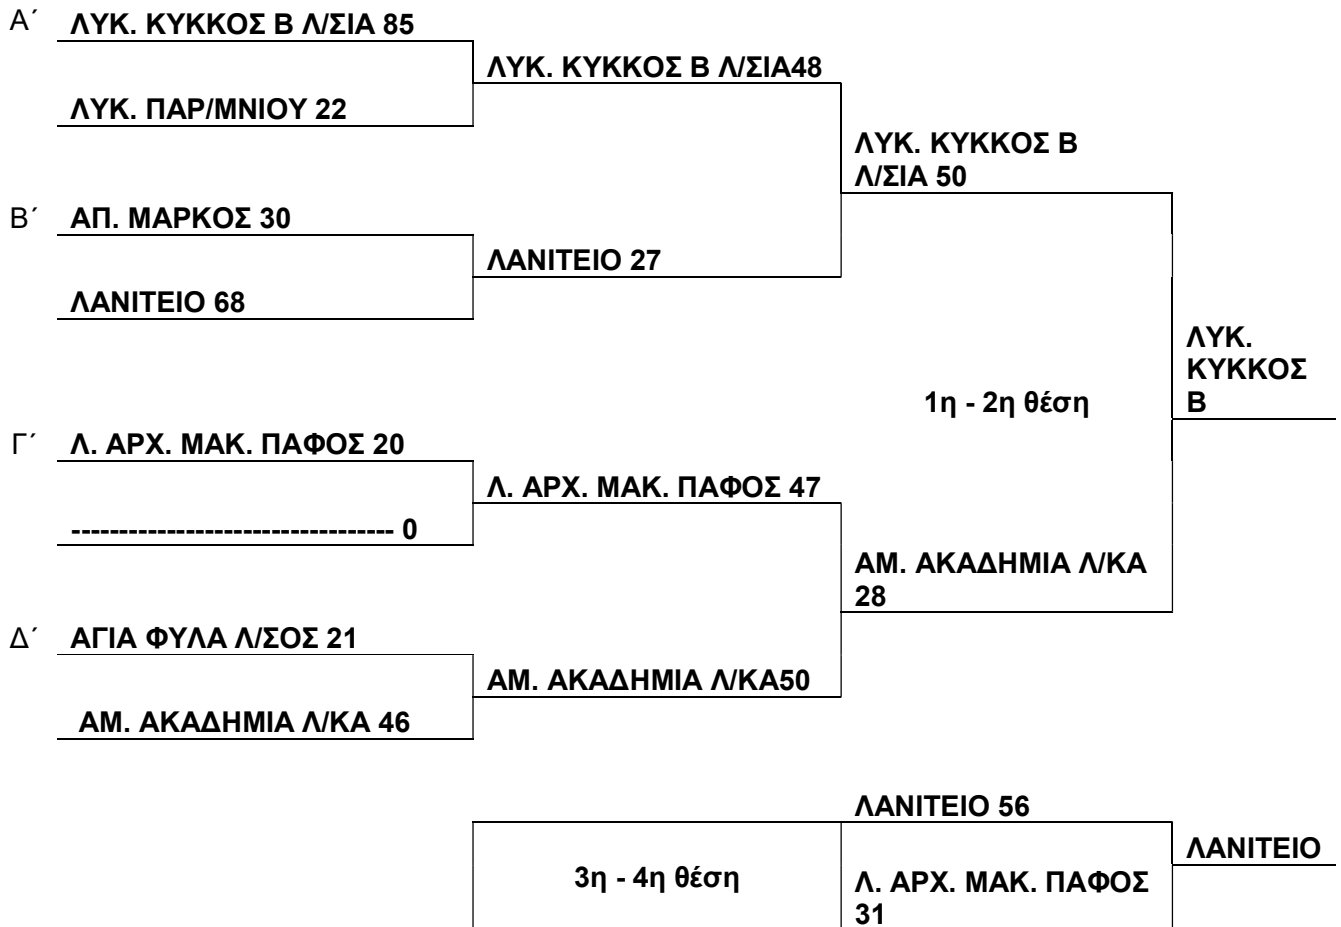 Α΄ ΛΥΚ. ΚΥΚΚΟΣ Β Λ/ΣΙΑ 85
ΛΥΚ. ΚΥΚΚΟΣ Β Λ/ΣΙΑ48
ΛΥΚ. ΠΑΡ/ΜΝΙΟΥ 22
ΛΥΚ. ΚΥΚΚΟΣ Β
Λ/ΣΙΑ 50
Β΄ ΑΠ. ΜΑΡΚΟΣ 30
ΛΑΝΙΤΕΙΟ 27
ΛΑΝΙΤΕΙΟ 68
ΛΥΚ.
ΚΥΚΚΟΣ
Β
1η - 2η θέση
Γ΄ Λ. ΑΡΧ. ΜΑΚ. ΠΑΦΟΣ 20
Λ. ΑΡΧ. ΜΑΚ. ΠΑΦΟΣ 47
---------------------------------- 0
ΑΜ. ΑΚΑΔΗΜΙΑ Λ/ΚΑ
28
Δ΄ ΑΓΙΑ ΦΥΛΑ Λ/ΣΟΣ 21
ΑΜ. ΑΚΑΔΗΜΙΑ Λ/ΚΑ50
ΑΜ. ΑΚΑΔΗΜΙΑ Λ/ΚΑ 46
ΛΑΝΙΤΕΙΟ 56
ΛΑΝΙΤΕΙΟ
3η - 4η θέση
Λ. ΑΡΧ. ΜΑΚ. ΠΑΦΟΣ
31